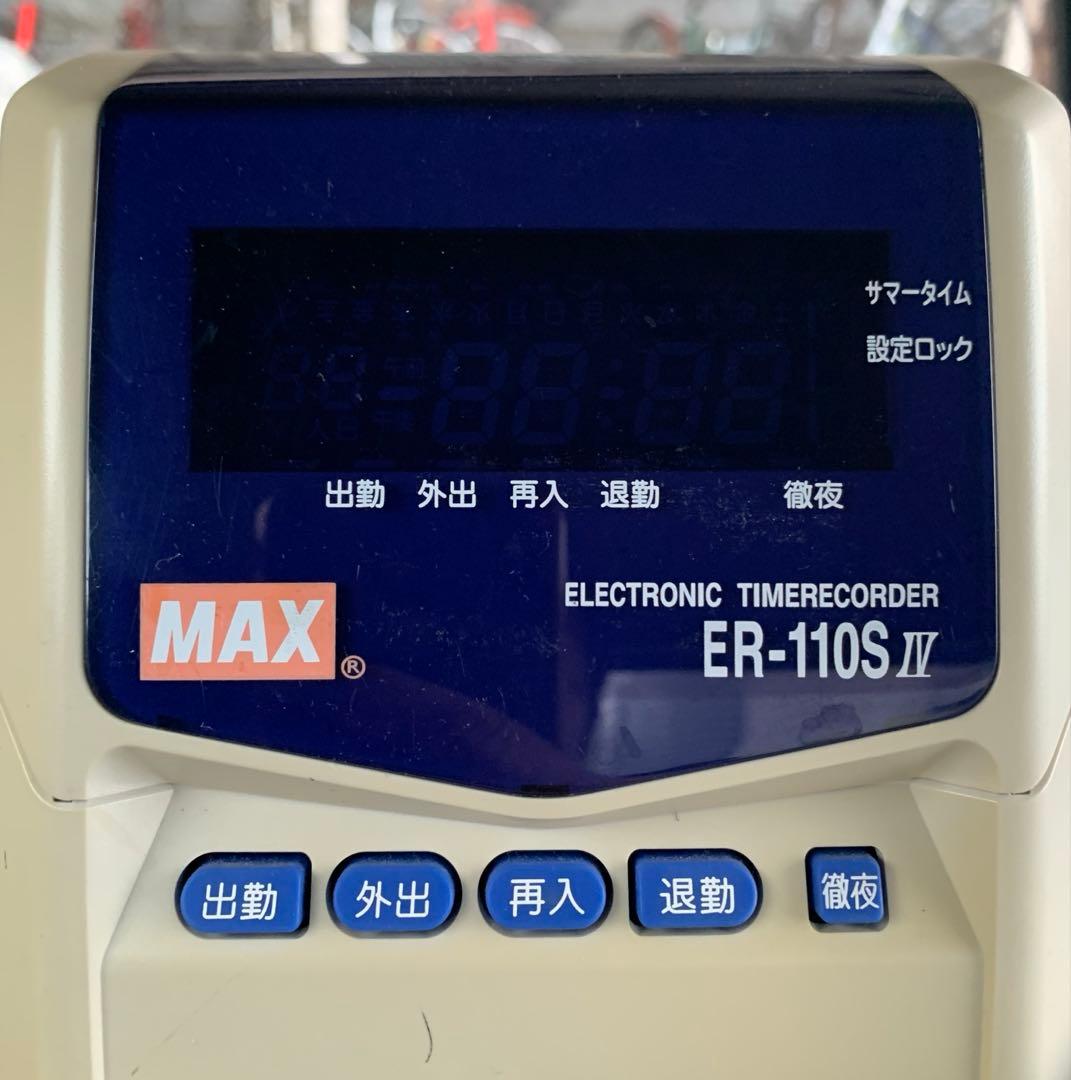 サマータイム
設定ロック
出勤 外出 再入 退勤 徹夜
MAX®
ELECTRONIC TIMERECORDER
ER-110S IV
出勤 外出 再入 退勤 徹夜